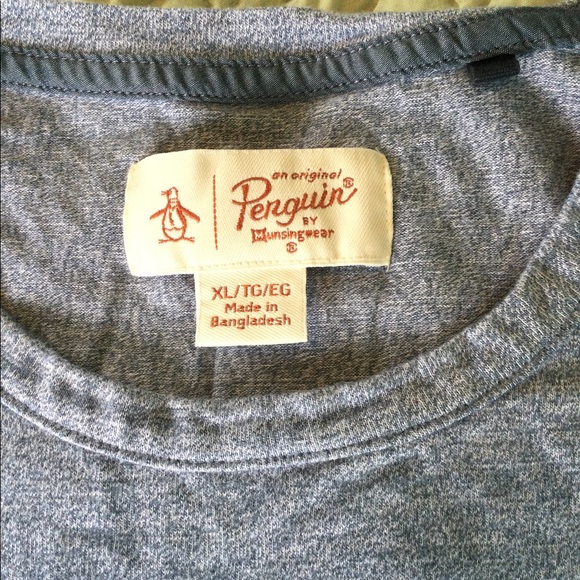 an original
Penguin®
BY
Munsingwear
®
XL/TG/EG
Made in
Bangladesh